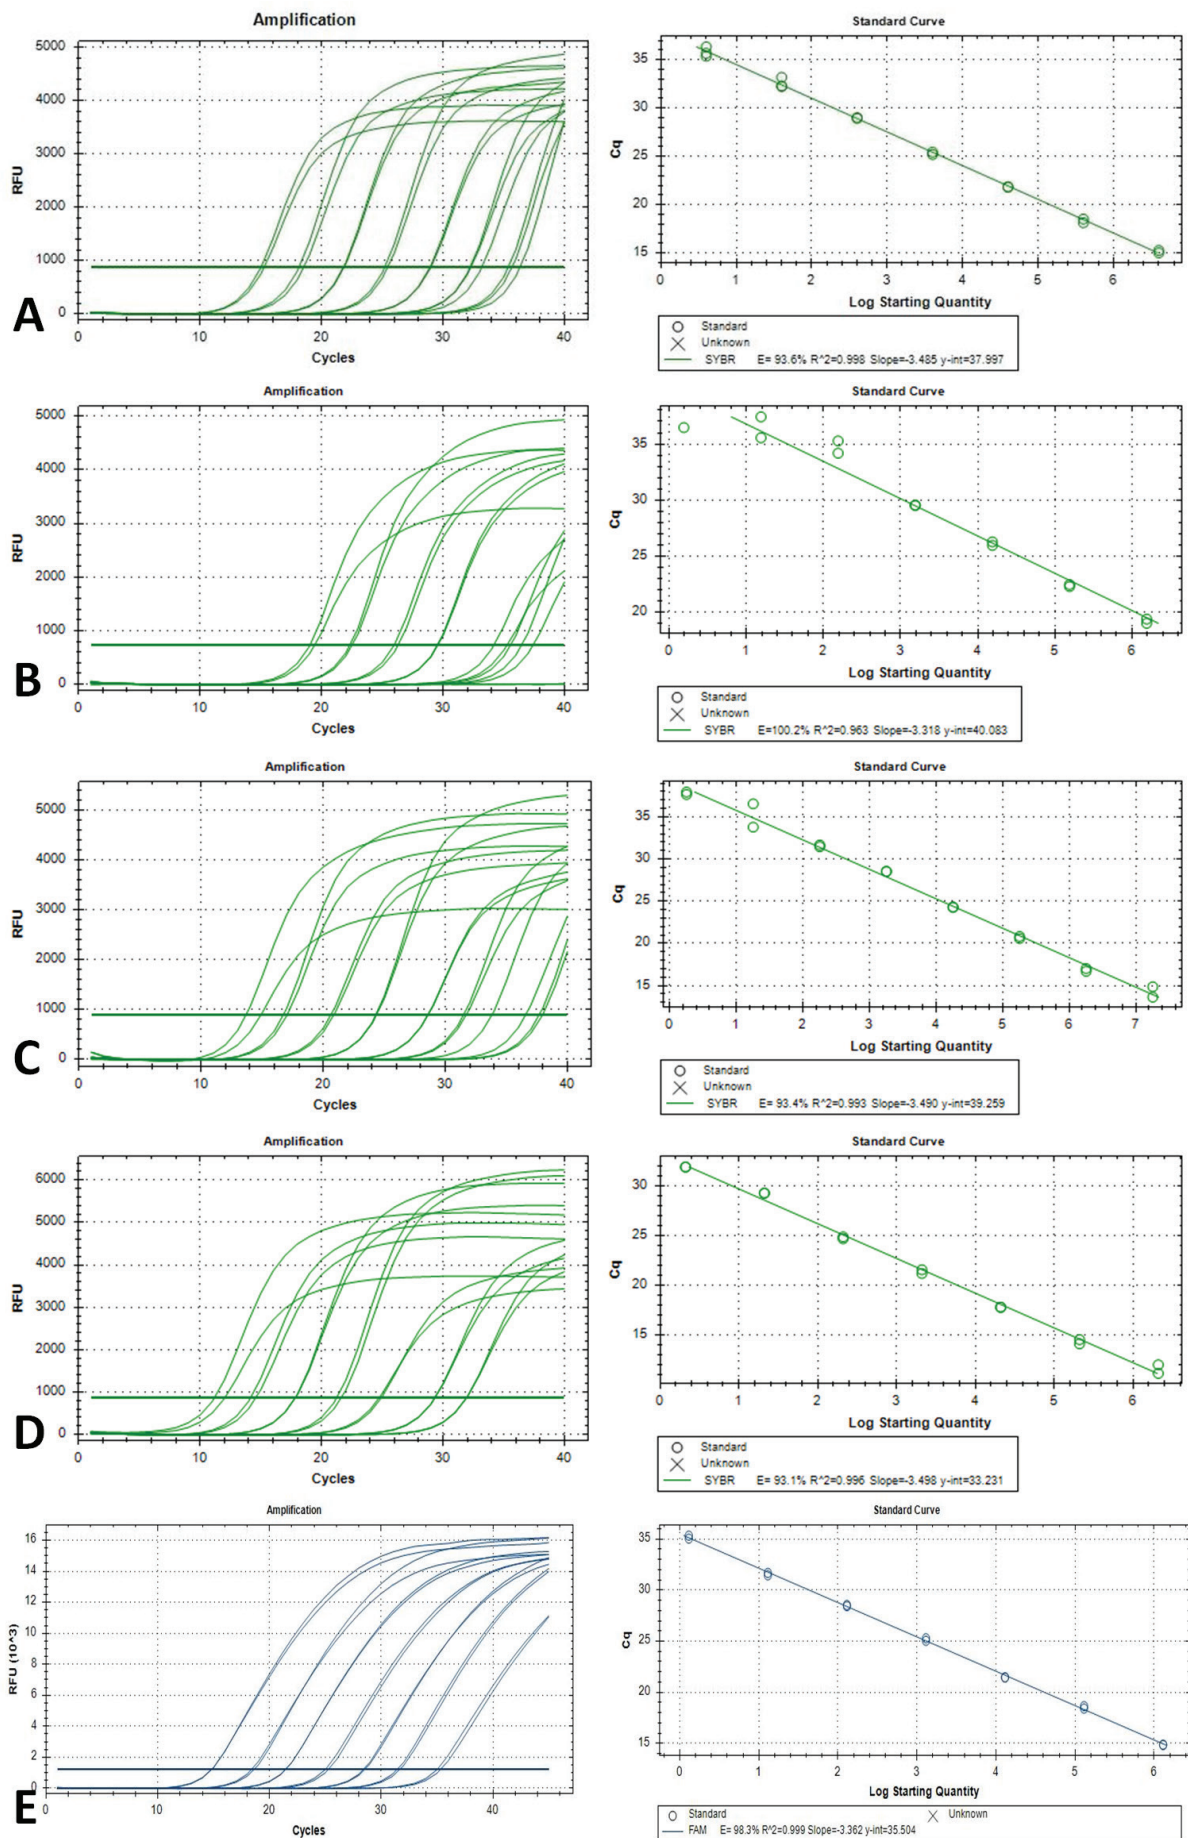 Amplification
5000
4000
3000
2000
1000
0
RFU
0 10 20 30 40
Cycles
A
Standard Curve
35
30
25
20
15
Cq
0 1 2 3 4 5 6
Log Starting Quantity
Standard
Unknown
SYBR E= 93.6% R^2=0.998 Slope=-3.485 y-int=37.997
Amplification
5000
4000
3000
2000
1000
0
RFU
0 10 20 30 40
Cycles
B
Standard Curve
35
30
25
20
Cq
0 1 2 3 4 5 6
Log Starting Quantity
Standard
Unknown
SYBR E=100.2% R^2=0.963 Slope=-3.318 y-int=40.083
Amplification
5000
4000
3000
2000
1000
0
RFU
0 10 20 30 40
Cycles
C
Standard Curve
35
30
25
20
15
Cq
0 1 2 3 4 5 6 7
Log Starting Quantity
Standard
Unknown
SYBR E= 93.4% R^2=0.993 Slope=-3.490 y-int=39.259
Amplification
6000
5000
4000
3000
2000
1000
0
RFU
0 10 20 30 40
Cycles
D
Standard Curve
30
25
20
15
Cq
0 1 2 3 4 5 6
Log Starting Quantity
Standard
Unknown
SYBR E= 93.1% R^2=0.996 Slope=-3.498 y-int=33.231
Amplification
16
14
12
10
8
6
4
2
0
RFU (10^3)
0 10 20 30 40
Cycles
E
Standard Curve
35
30
25
20
15
Cq
0 1 2 3 4 5 6
Log Starting Quantity
Standard Unknown
FAM E= 98.3% R^2=0.999 Slope=-3.362 y-int=35.504